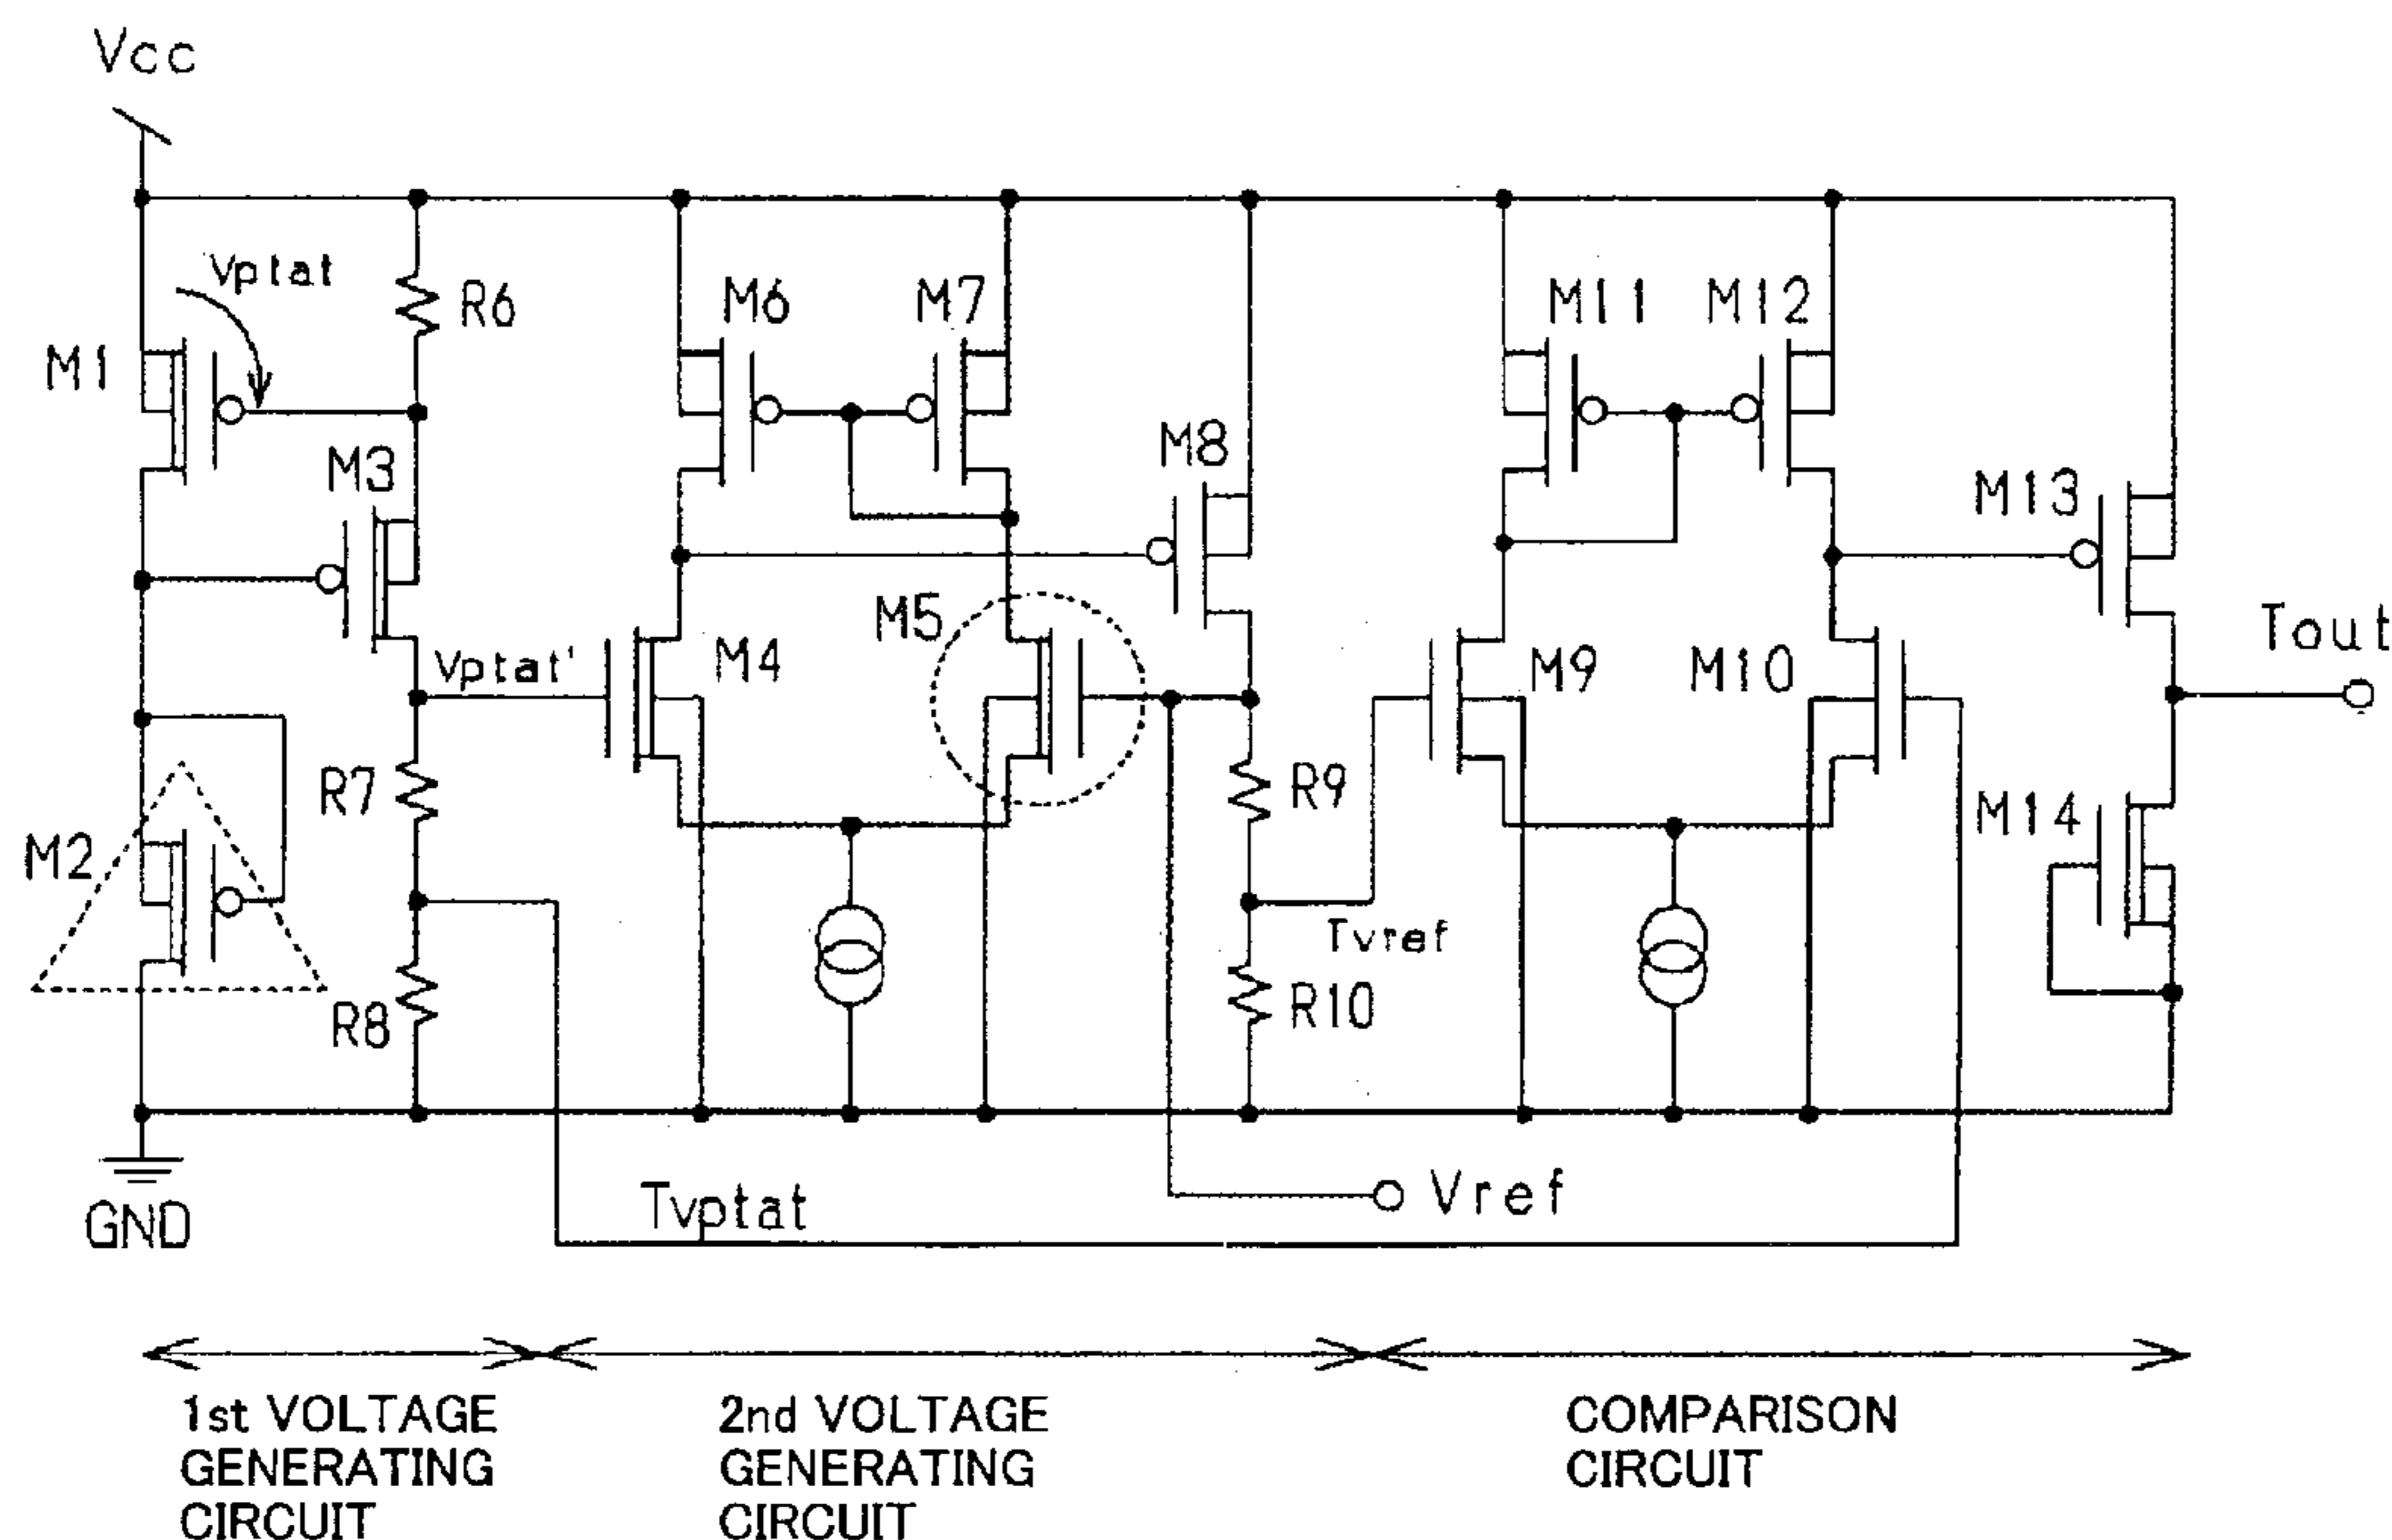 Vcc
Vptat
R6
M6
M7
M11
M12
M1
M3
M8
M13
M5
Tout
Vptat'
M4
M9
M10
R7
R9
M14
M2
Tvref
R8
R10
Tvptat
Vref
GND
1st VOLTAGE
GENERATING
CIRCUIT
2nd VOLTAGE
GENERATING
CIRCUIT
COMPARISON
CIRCUIT